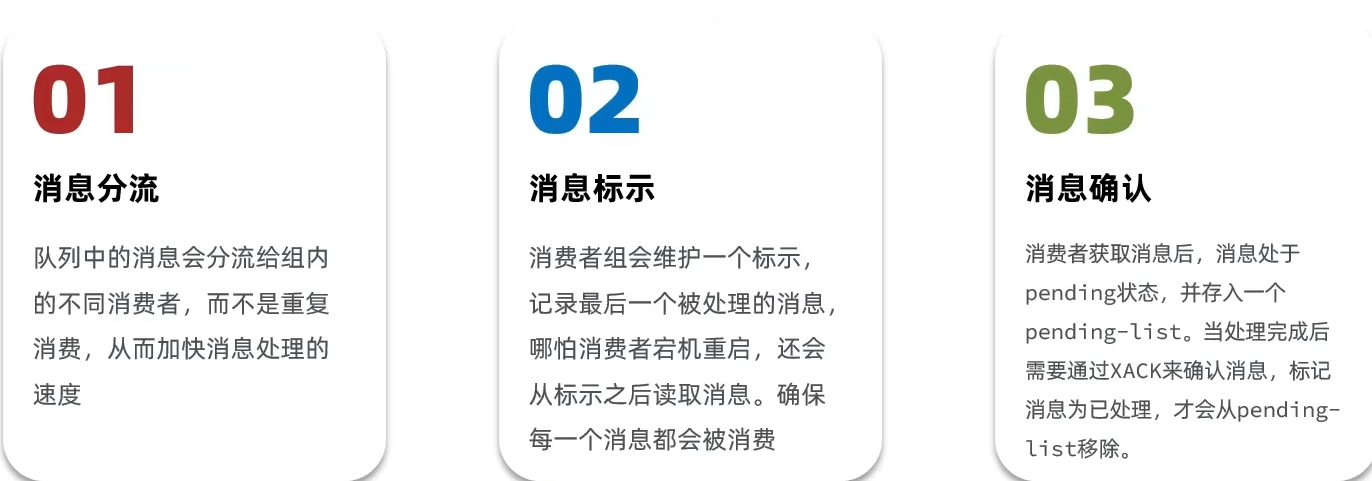 01
消息分流
队列中的消息会分流给组内
的不同消费者，而不是重复
消费，从而加快消息处理的
速度
02
消息标示
消费者组会维护一个标示，
记录最后一个被处理的消息，
哪怕消费者宕机重启，还会
从标示之后读取消息。确保
每一个消息都会被消费
03
消息确认
消费者获取消息后，消息处于
pending状态，并存入一个
pending-list。当处理完成后
需要通过XACK来确认消息，标记
消息为已处理，才会从pending-
list移除。